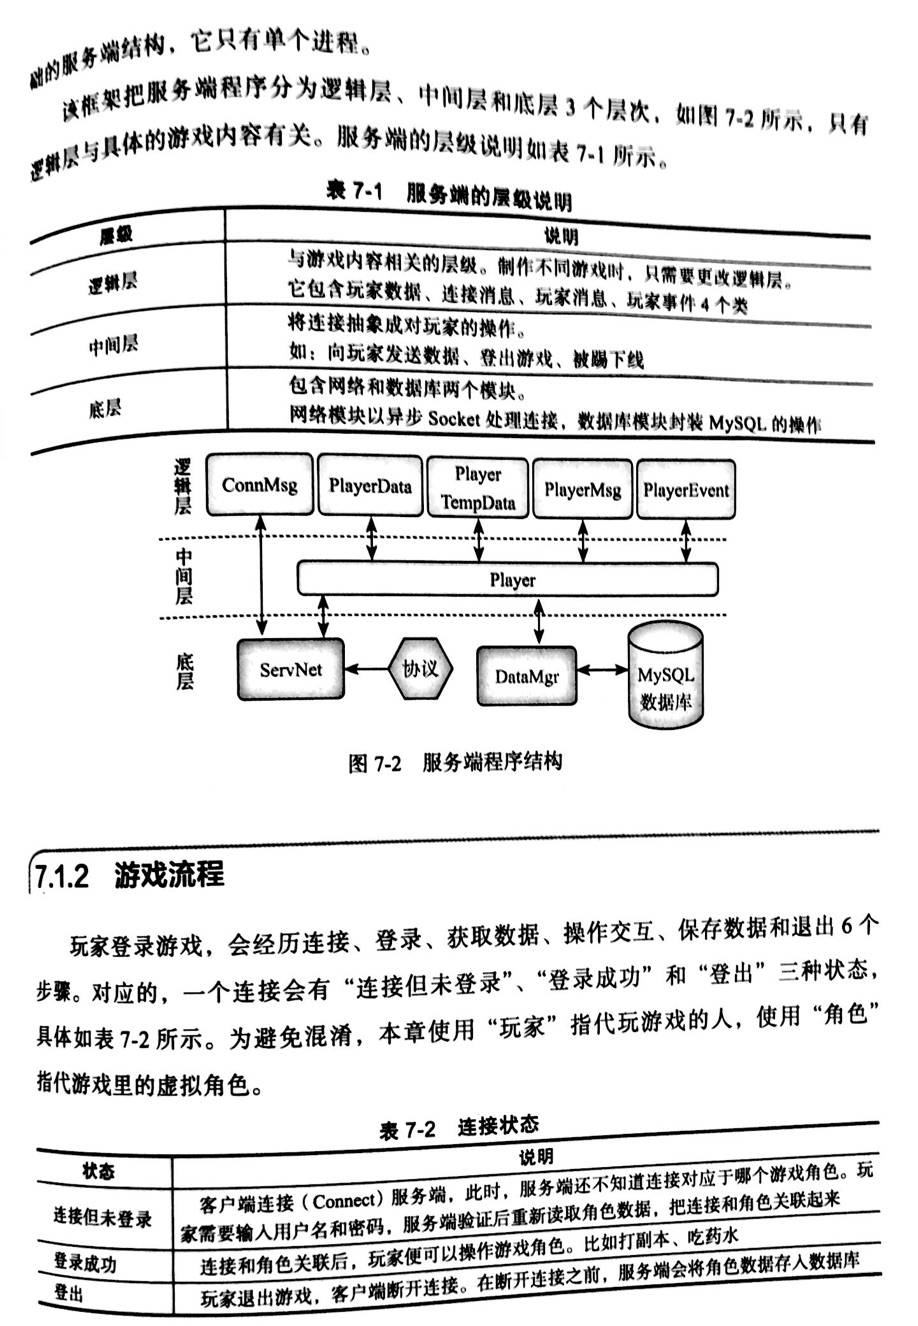 础的服务端结构，它只有单个进程。
该框架把服务端程序分为逻辑层、中间层和底层 3 个层次，如图 7-2 所示，只有
逻辑层与具体的游戏内容有关。服务端的层级说明如表 7-1 所示。
表 7-1 服务端的层级说明
层级 说明
逻辑层
与游戏内容相关的层级。制作不同游戏时，只需要更改逻辑层。
它包含玩家数据、连接消息、玩家消息、玩家事件 4 个类
中间层
将连接抽象成对玩家的操作。
如：向玩家发送数据、登出游戏、被踢下线
底层
包含网络和数据库两个模块。
网络模块以异步 Socket 处理连接，数据库模块封装 MySQL 的操作
逻辑层
ConnMsg
PlayerData
Player
TempData
PlayerMsg
PlayerEvent
中间层
Player
底层
ServNet
协议
DataMgr
MySQL
数据库
图 7-2 服务端程序结构
7.1.2 游戏流程
玩家登录游戏，会经历连接、登录、获取数据、操作交互、保存数据和退出 6 个
步骤。对应的，一个连接会有“连接但未登录”、“登录成功”和“登出”三种状态，
具体如表 7-2 所示。为避免混淆，本章使用“玩家”指代玩游戏的人，使用“角色”
指代游戏里的虚拟角色。
表 7-2 连接状态
状态 说明
连接但未登录
客户端连接（Connect）服务端，此时，服务端还不知道连接对应于哪个游戏角色。玩
家需要输入用户名和密码，服务端验证后重新读取角色数据，把连接和角色关联起来
登录成功 连接和角色关联后，玩家便可以操作游戏角色。比如打副本、吃药水
登出 玩家退出游戏，客户端断开连接。在断开连接之前，服务端会将角色数据存入数据库